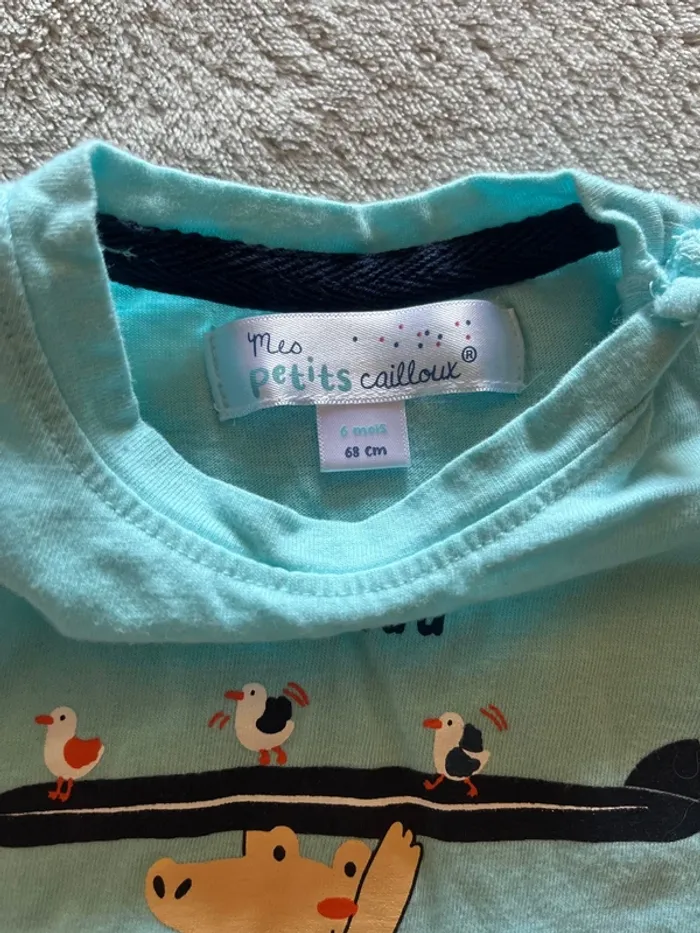 Mes
petits cailloux®
6 mois
68 cm